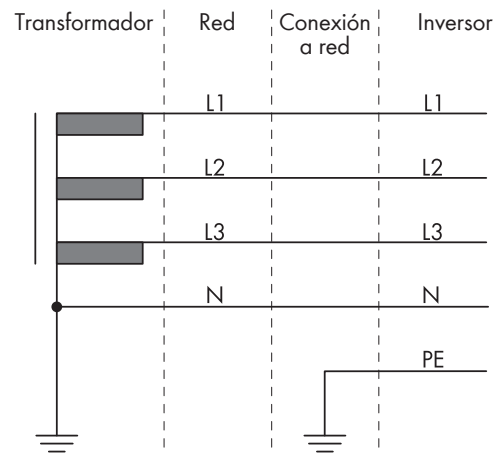 Transformador
Red
Conexión
a red
Inversor
L1
L1
L2
L2
L3
L3
N
N
PE